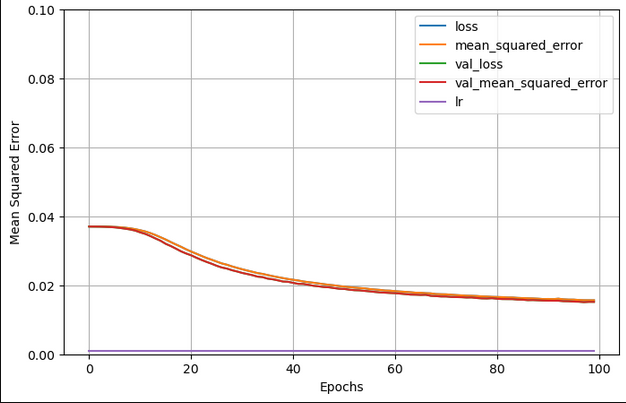 0.10
0.08
0.06
0.04
0.02
0.00
Mean Squared Error
loss
mean_squared_error
val_loss
val_mean_squared_error
lr
0 20 40 60 80 100
Epochs